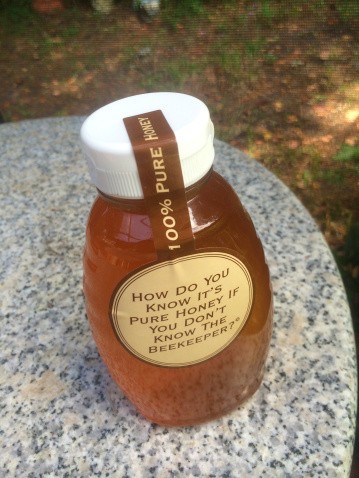 100% Pure Honey
How Do You
Know It's
Pure Honey If
You Don't
Know The
Beekeeper?®